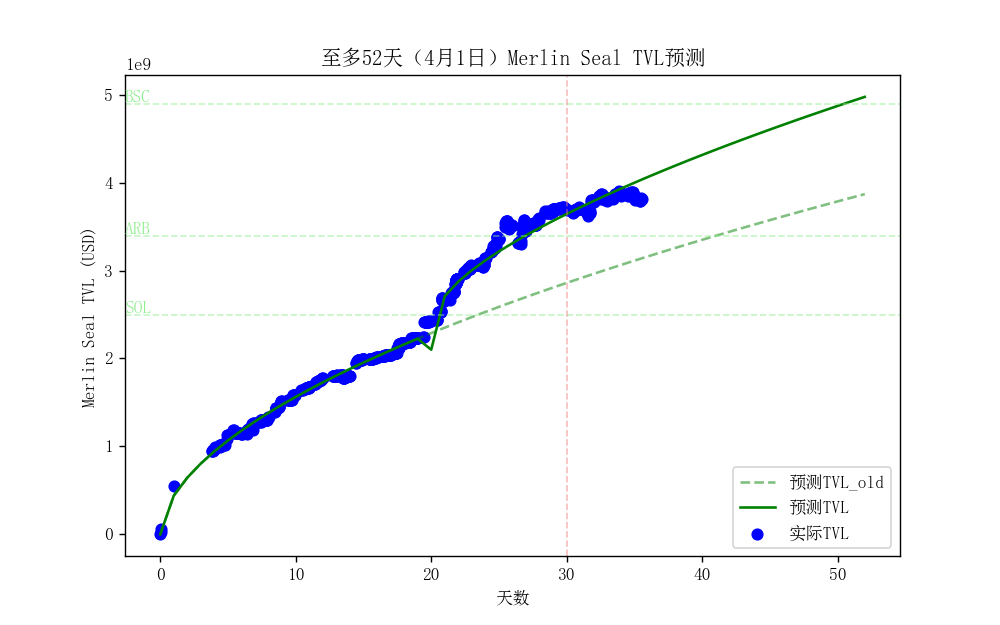 至多52天（4月1日）Merlin Seal TVL预测
1e9
5
4
3
2
1
0
Merlin Seal TVL (USD)
BSC
ARB
SOL
预测TVL_old
预测TVL
实际TVL
0 10 20 30 40 50
天数